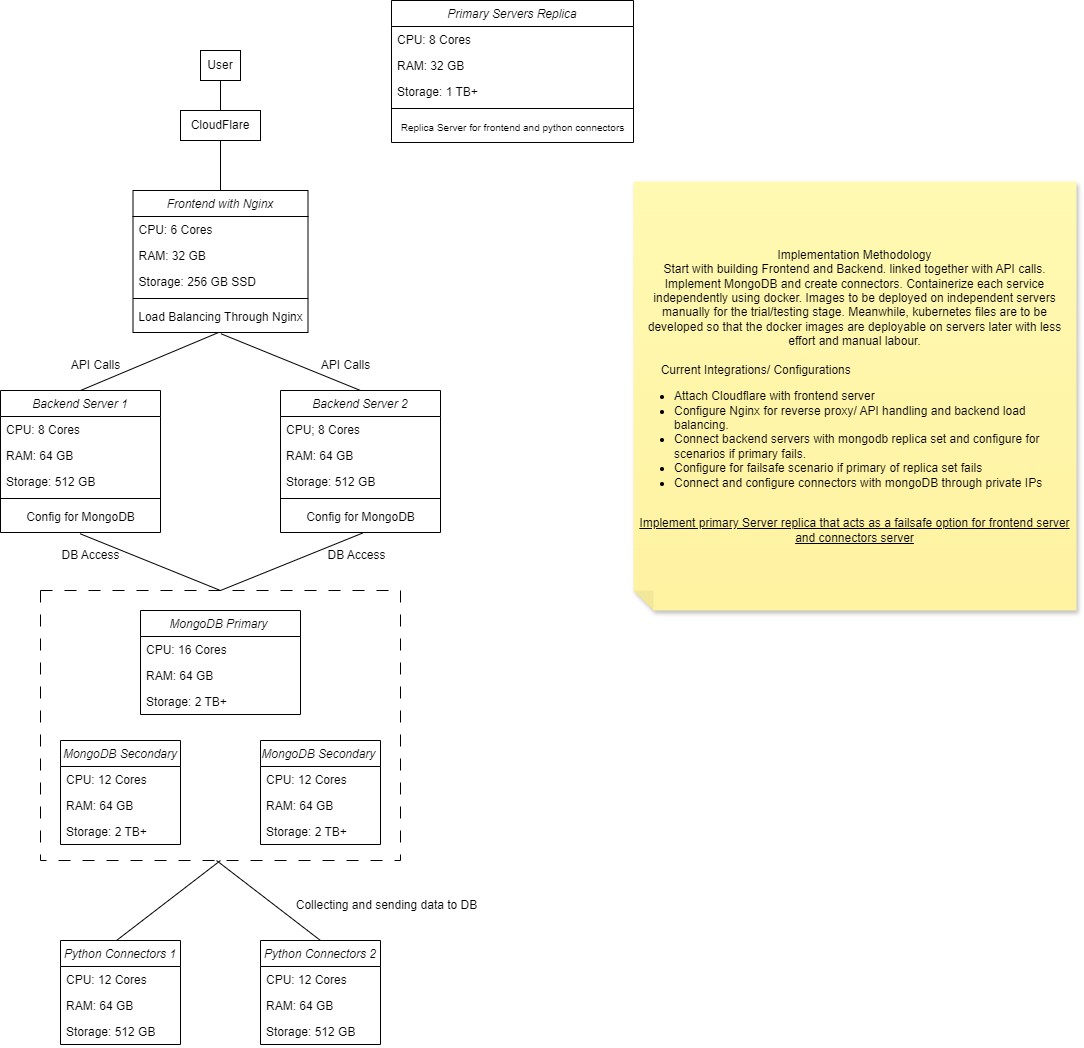 Primary Servers Replica
CPU: 8 Cores
RAM: 32 GB
Storage: 1 TB+
Replica Server for frontend and python connectors
User
CloudFlare
Frontend with Nginx
CPU: 6 Cores
RAM: 32 GB
Storage: 256 GB SSD
Load Balancing Through Nginx
API Calls
API Calls
Backend Server 1
CPU: 8 Cores
RAM: 64 GB
Storage: 512 GB
Config for MongoDB
Backend Server 2
CPU; 8 Cores
RAM: 64 GB
Storage: 512 GB
Config for MongoDB
DB Access
DB Access
MongoDB Primary
CPU: 16 Cores
RAM: 64 GB
Storage: 2 TB+
MongoDB Secondary
CPU: 12 Cores
RAM: 64 GB
Storage: 2 TB+
MongoDB Secondary
CPU: 12 Cores
RAM: 64 GB
Storage: 2 TB+
Collecting and sending data to DB
Python Connectors 1
CPU: 12 Cores
RAM: 64 GB
Storage: 512 GB
Python Connectors 2
CPU: 12 Cores
RAM: 64 GB
Storage: 512 GB
Implementation Methodology
Start with building Frontend and Backend. linked together with API calls.
Implement MongoDB and create connectors. Containerize each service
independently using docker. Images to be deployed on independent servers
manually for the trial/testing stage. Meanwhile, kubernetes files are to be
developed so that the docker images are deployable on servers later with less
effort and manual labour.
Current Integrations/ Configurations
• Attach Cloudflare with frontend server
• Configure Nginx for reverse proxy/ API handling and backend load
balancing.
• Connect backend servers with mongodb replica set and configure for
scenarios if primary fails.
• Configure for failsafe scenario if primary of replica set fails
• Connect and configure connectors with mongoDB through private IPs
Implement primary Server replica that acts as a failsafe option for frontend server
and connectors server